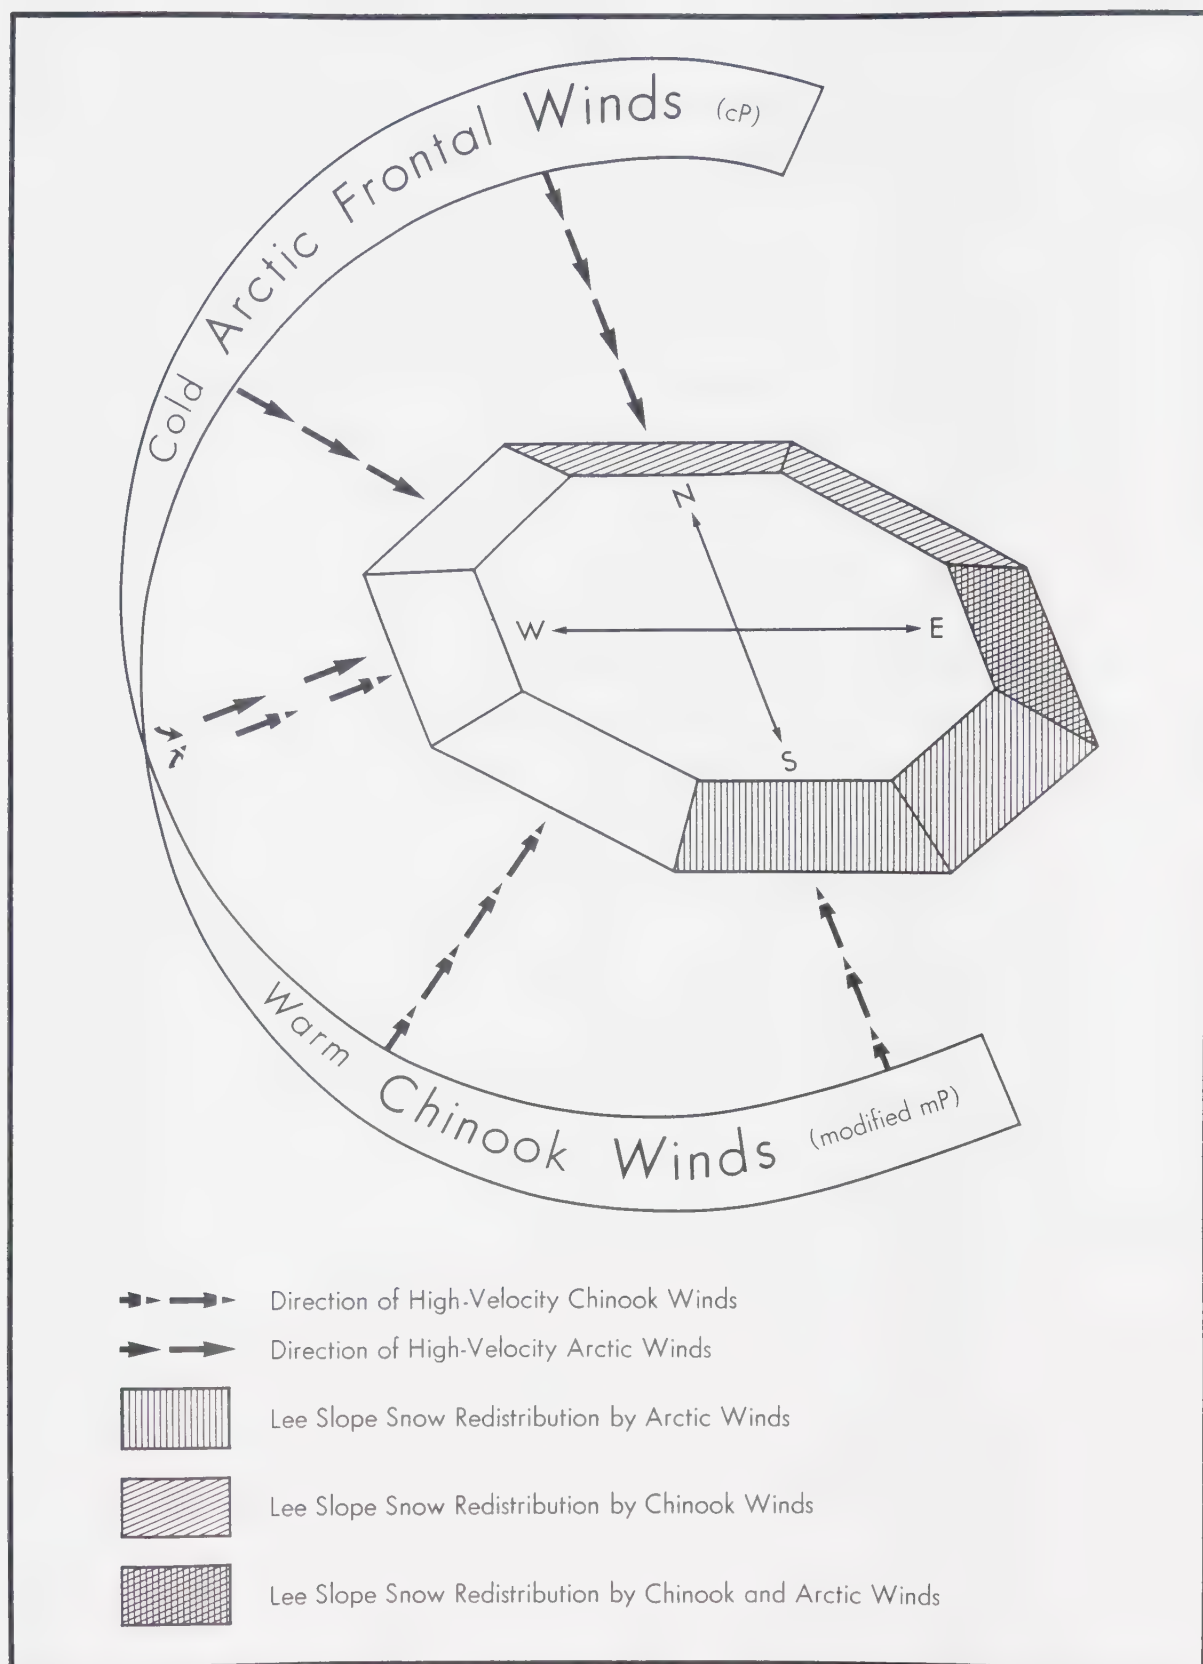 Cold Arctic Frontal Winds (cP)
N
W
E
S
Warm Chinook Winds (modified mP)
Direction of High-Velocity Chinook Winds
Direction of High-Velocity Arctic Winds
Lee Slope Snow Redistribution by Arctic Winds
Lee Slope Snow Redistribution by Chinook Winds
Lee Slope Snow Redistribution by Chinook and Arctic Winds